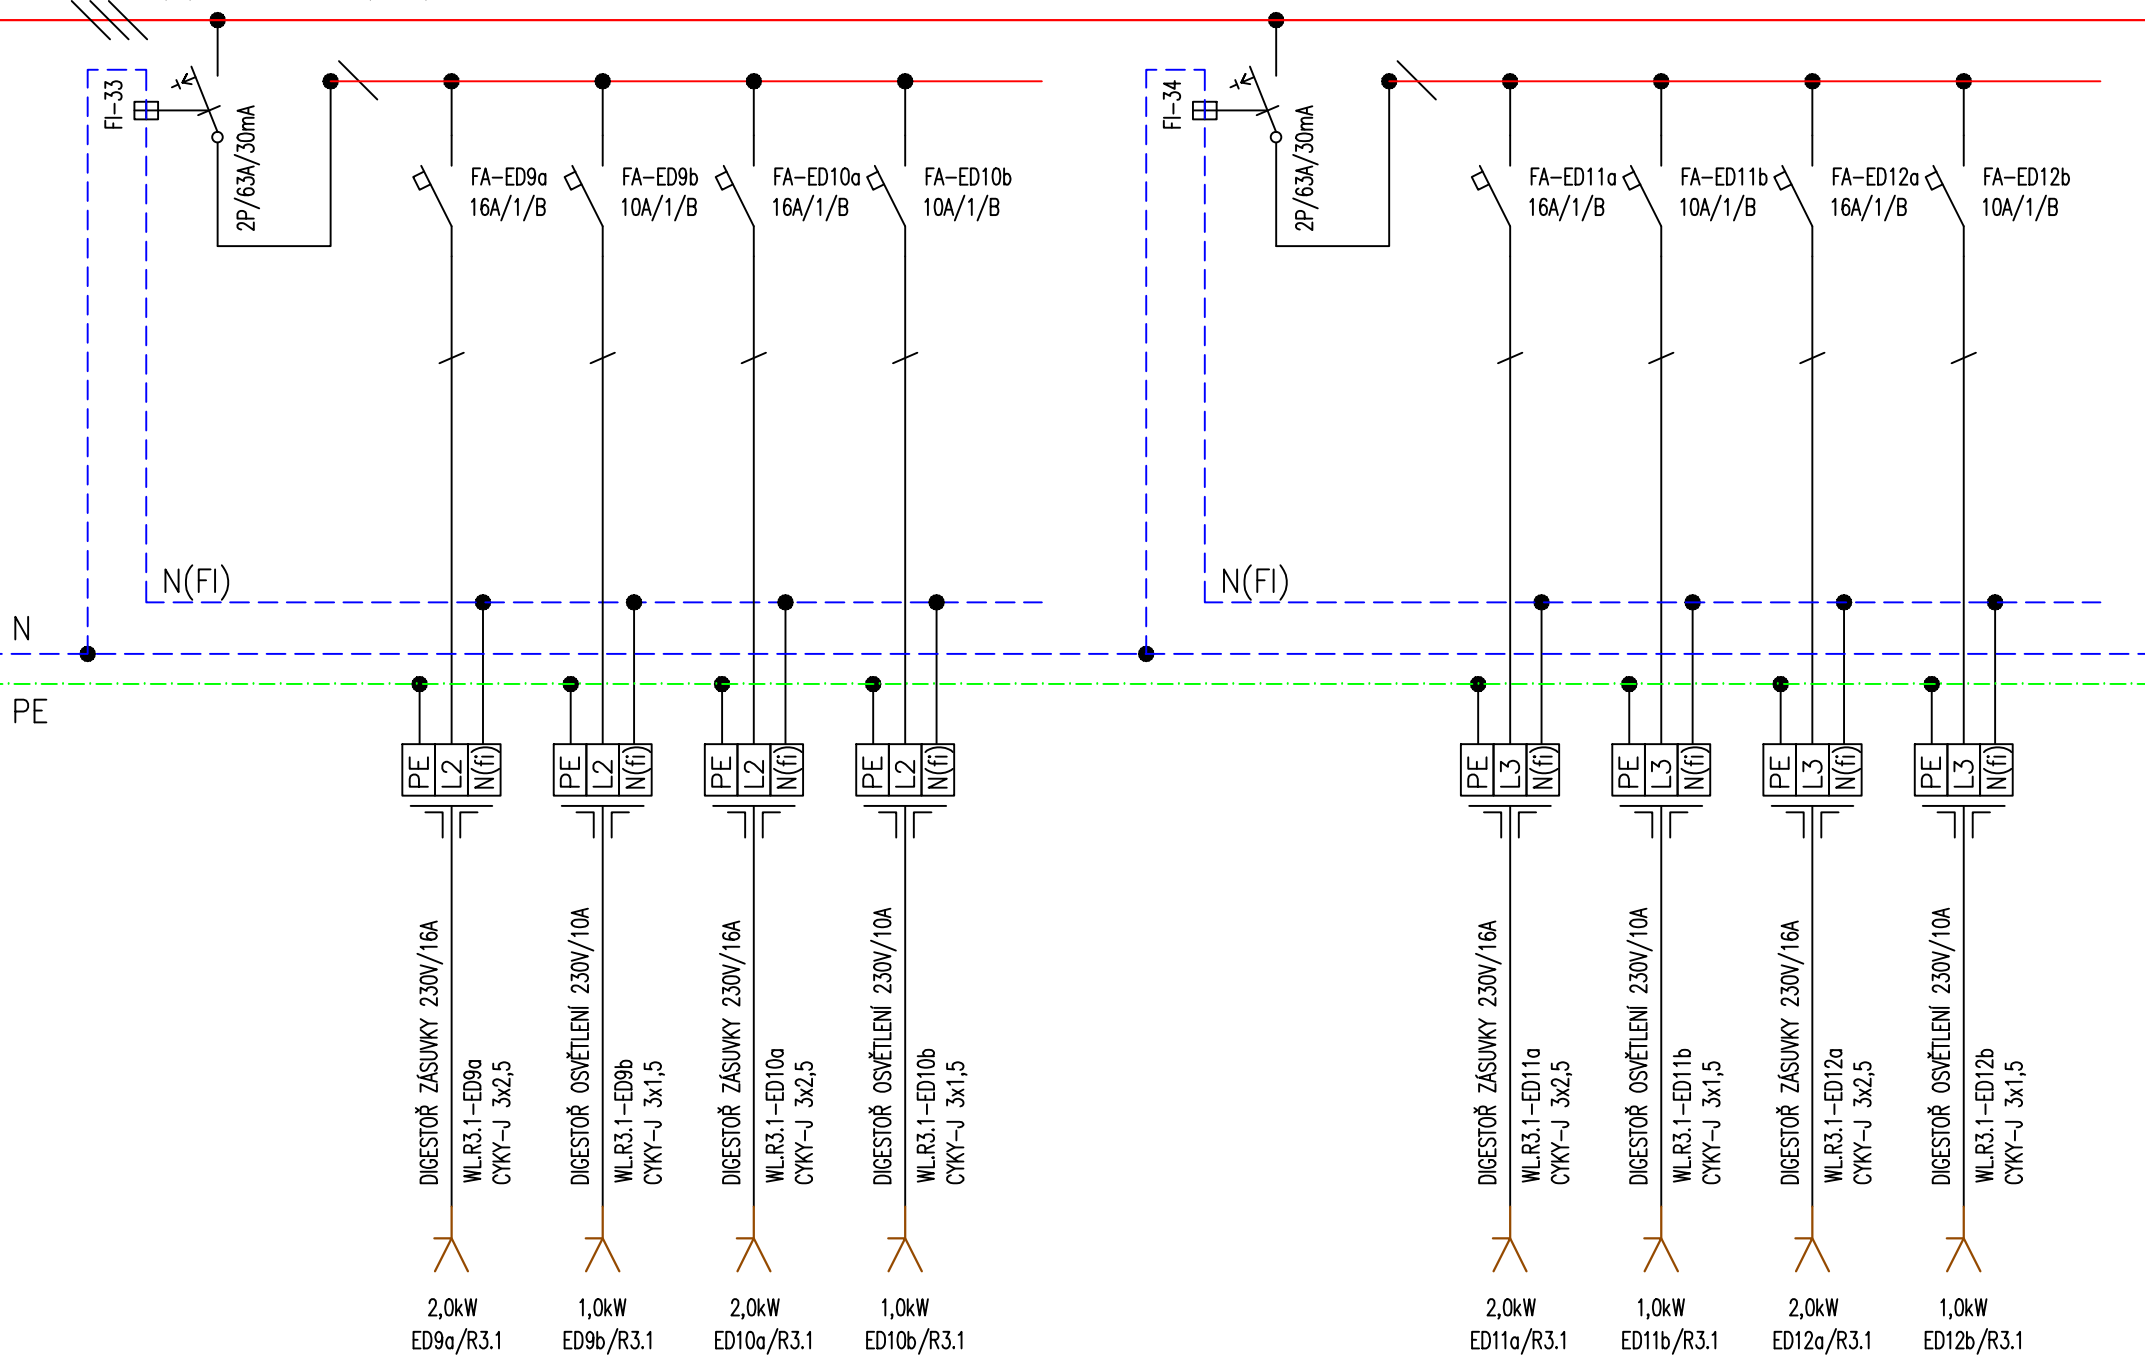 FI-33
2P/63A/30mA
FA-ED9a
16A/1/B
FA-ED9b
10A/1/B
FA-ED10a
16A/1/B
FA-ED10b
10A/1/B
FI-34
2P/63A/30mA
FA-ED11a
16A/1/B
FA-ED11b
10A/1/B
FA-ED12a
16A/1/B
FA-ED12b
10A/1/B
N(FI)
N(FI)
N
PE
PE L2 N(fi)
PE L2 N(fi)
PE L2 N(fi)
PE L2 N(fi)
PE L3 N(fi)
PE L3 N(fi)
PE L3 N(fi)
PE L3 N(fi)
DIGESTOŘ ZÁSUVKY 230V/16A
WL.R3.1-ED9a
CYKY-J 3x2,5
DIGESTOŘ OSVĚTLENÍ 230V/10A
WL.R3.1-ED9b
CYKY-J 3x1,5
DIGESTOŘ ZÁSUVKY 230V/16A
WL.R3.1-ED10a
CYKY-J 3x2,5
DIGESTOŘ OSVĚTLENÍ 230V/10A
WL.R3.1-ED10b
CYKY-J 3x1,5
DIGESTOŘ ZÁSUVKY 230V/16A
WL.R3.1-ED11a
CYKY-J 3x2,5
DIGESTOŘ OSVĚTLENÍ 230V/10A
WL.R3.1-ED11b
CYKY-J 3x1,5
DIGESTOŘ ZÁSUVKY 230V/16A
WL.R3.1-ED12a
CYKY-J 3x2,5
DIGESTOŘ OSVĚTLENÍ 230V/10A
WL.R3.1-ED12b
CYKY-J 3x1,5
2,0kW
ED9a/R3.1
1,0kW
ED9b/R3.1
2,0kW
ED10a/R3.1
1,0kW
ED10b/R3.1
2,0kW
ED11a/R3.1
1,0kW
ED11b/R3.1
2,0kW
ED12a/R3.1
1,0kW
ED12b/R3.1